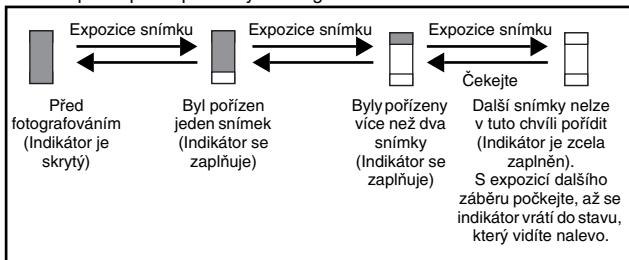 Expozice snímku
Expozice snímku
Expozice snímku
Čekejte
Před
fotografováním
(Indikátor je
skrytý)
Byl pořízen
jeden snímek
(Indikátor se
zaplňuje)
Byly pořízeny
více než dva
snímky
(Indikátor se
zaplňuje)
Další snímky nelze
v tuto chvíli pořídit
(Indikátor je zcela
zaplněn).
S expozicí dalšího
záběru počkejte, až se
indikátor vrátí do stavu,
který vidíte nalevo.